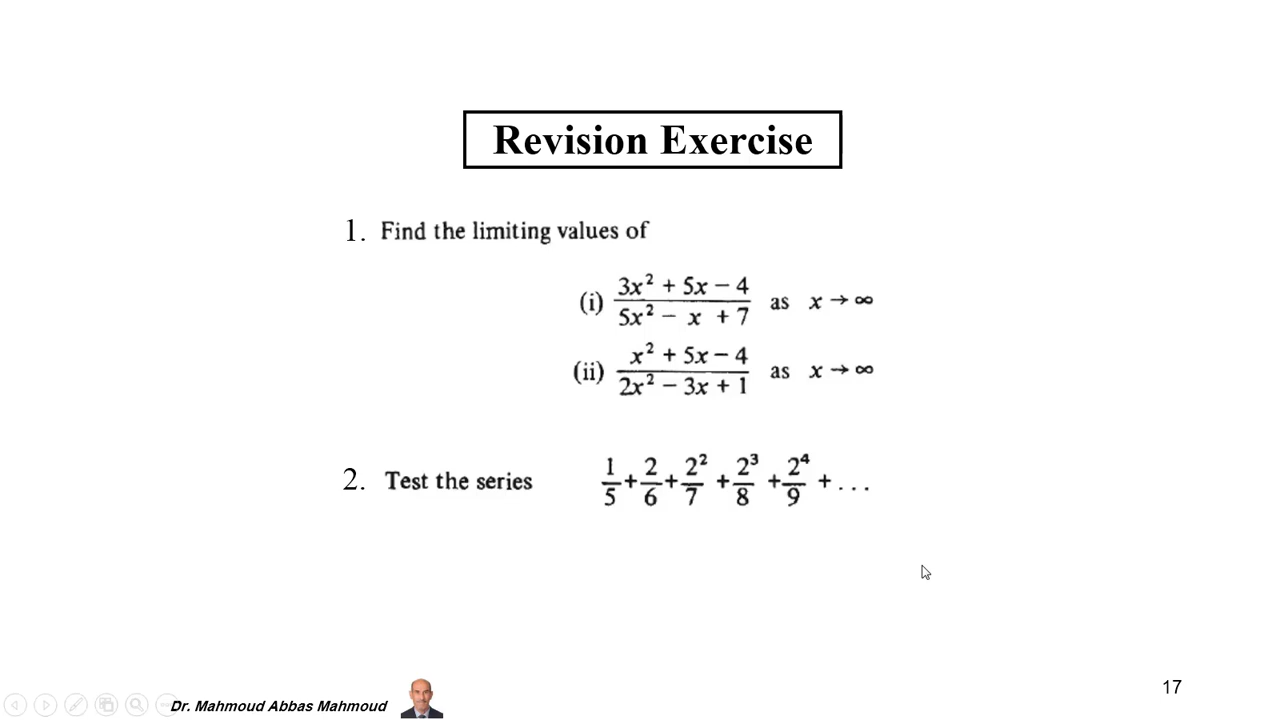 Revision Exercise
1. Find the limiting values of
(i) 3x² + 5x − 4 / 5x² − x + 7 as x → ∞
(ii) x² + 5x − 4 / 2x² − 3x + 1 as x → ∞
2. Test the series 1/5 + 2/6 + 2²/7 + 2³/8 + 2⁴/9 + . . .
17
Dr. Mahmoud Abbas Mahmoud